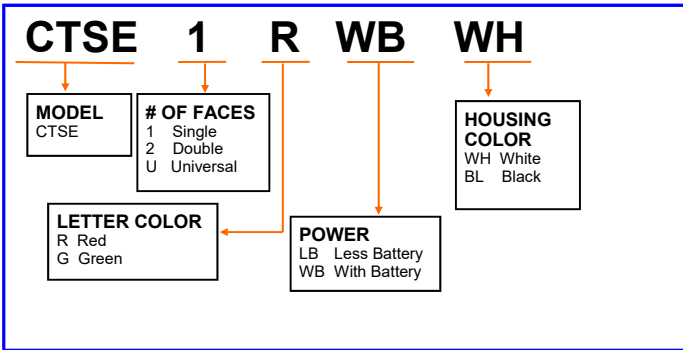 CTSE 1 R WB WH
MODEL
CTSE
# OF FACES
1 Single
2 Double
U Universal
HOUSING
COLOR
WH White
BL Black
LETTER COLOR
R Red
G Green
POWER
LB Less Battery
WB With Battery